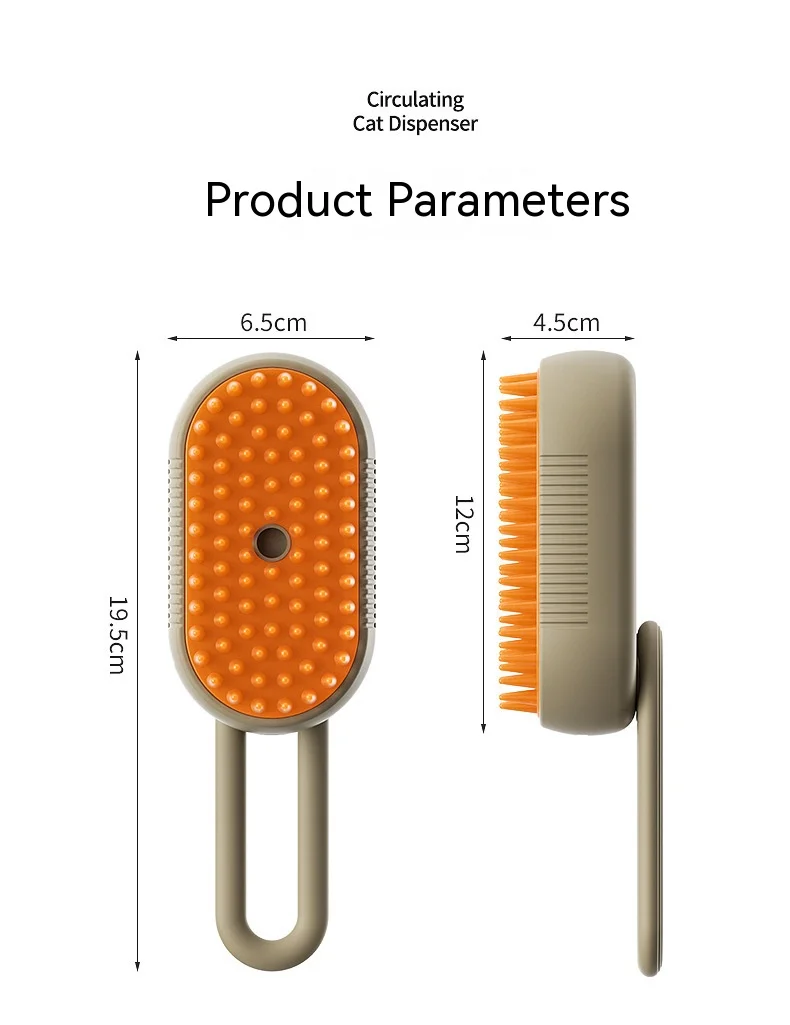 Circulating
Cat Dispenser
Product Parameters
6.5cm
4.5cm
12cm
19.5cm